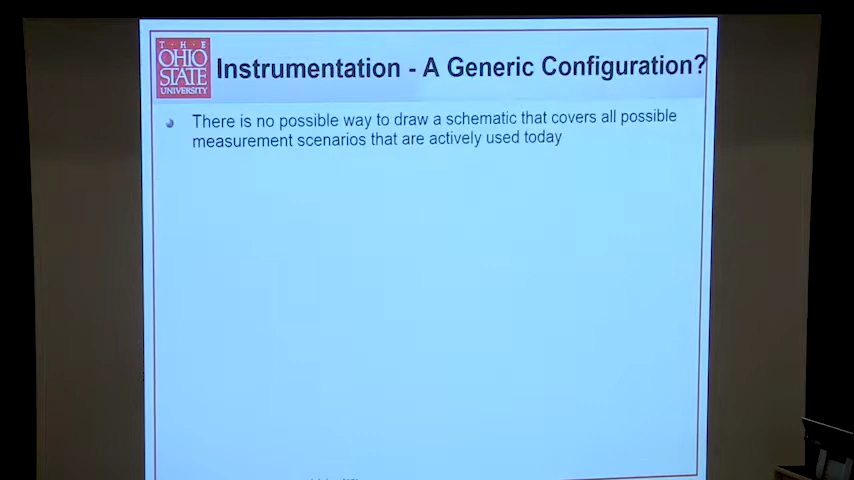 THE
OHIO
STATE
UNIVERSITY
Instrumentation - A Generic Configuration?
There is no possible way to draw a schematic that covers all possible
measurement scenarios that are actively used today